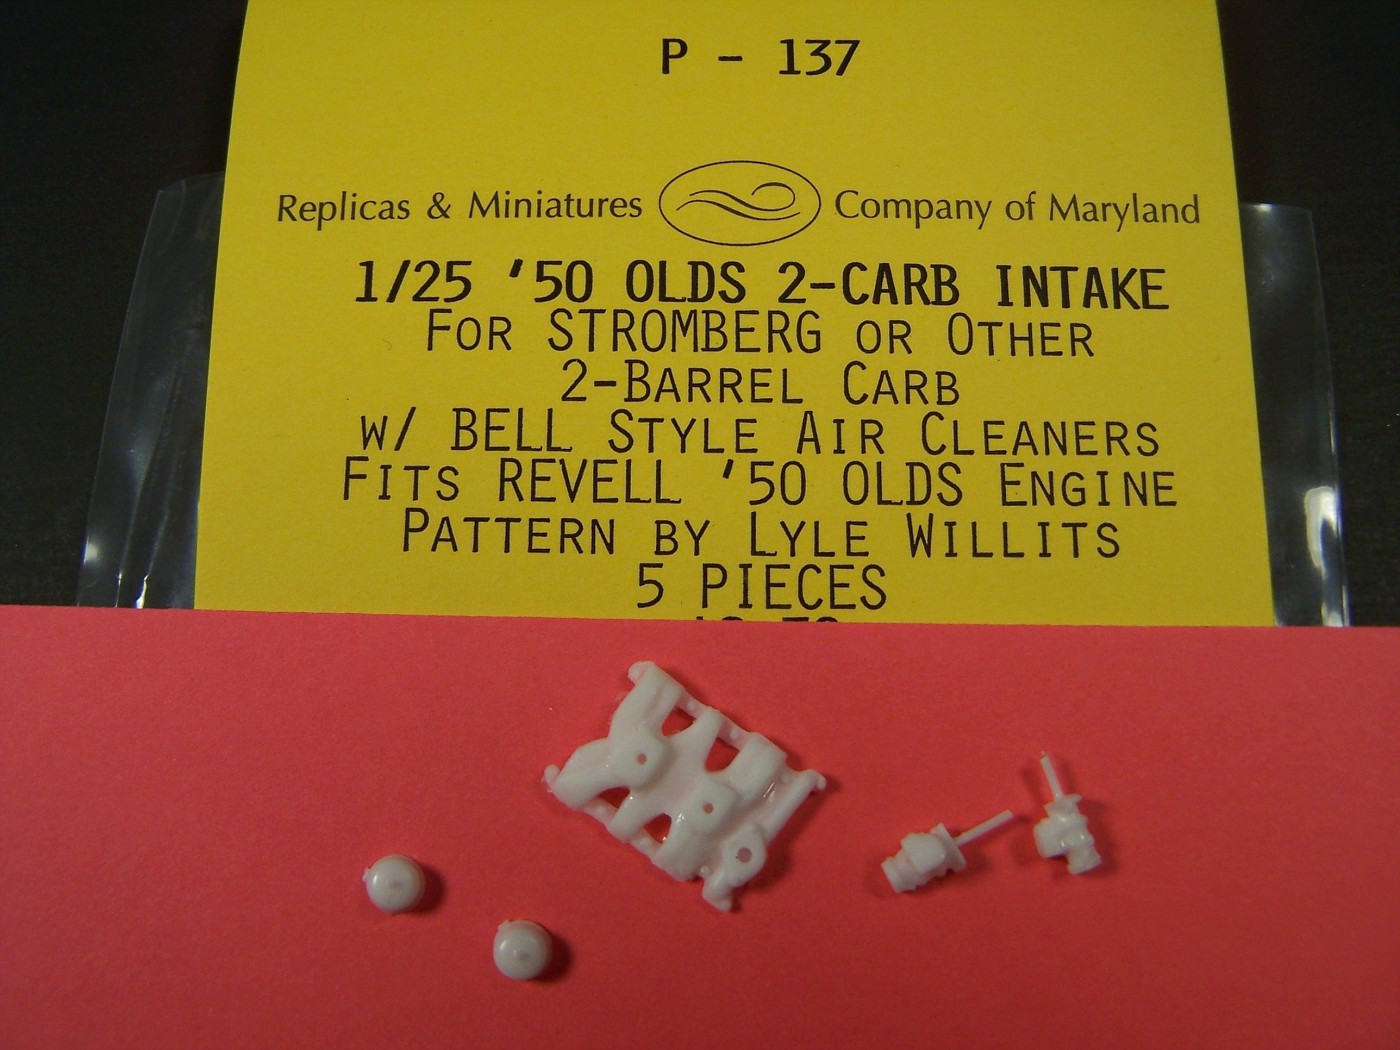 P - 137
Replicas & Miniatures Company of Maryland
1/25 '50 OLDS 2-CARB INTAKE
FOR STROMBERG OR OTHER
2-BARREL CARB
W/ BELL STYLE AIR CLEANERS
FITS REVELL '50 OLDS ENGINE
PATTERN BY LYLE WILLITS
5 PIECES